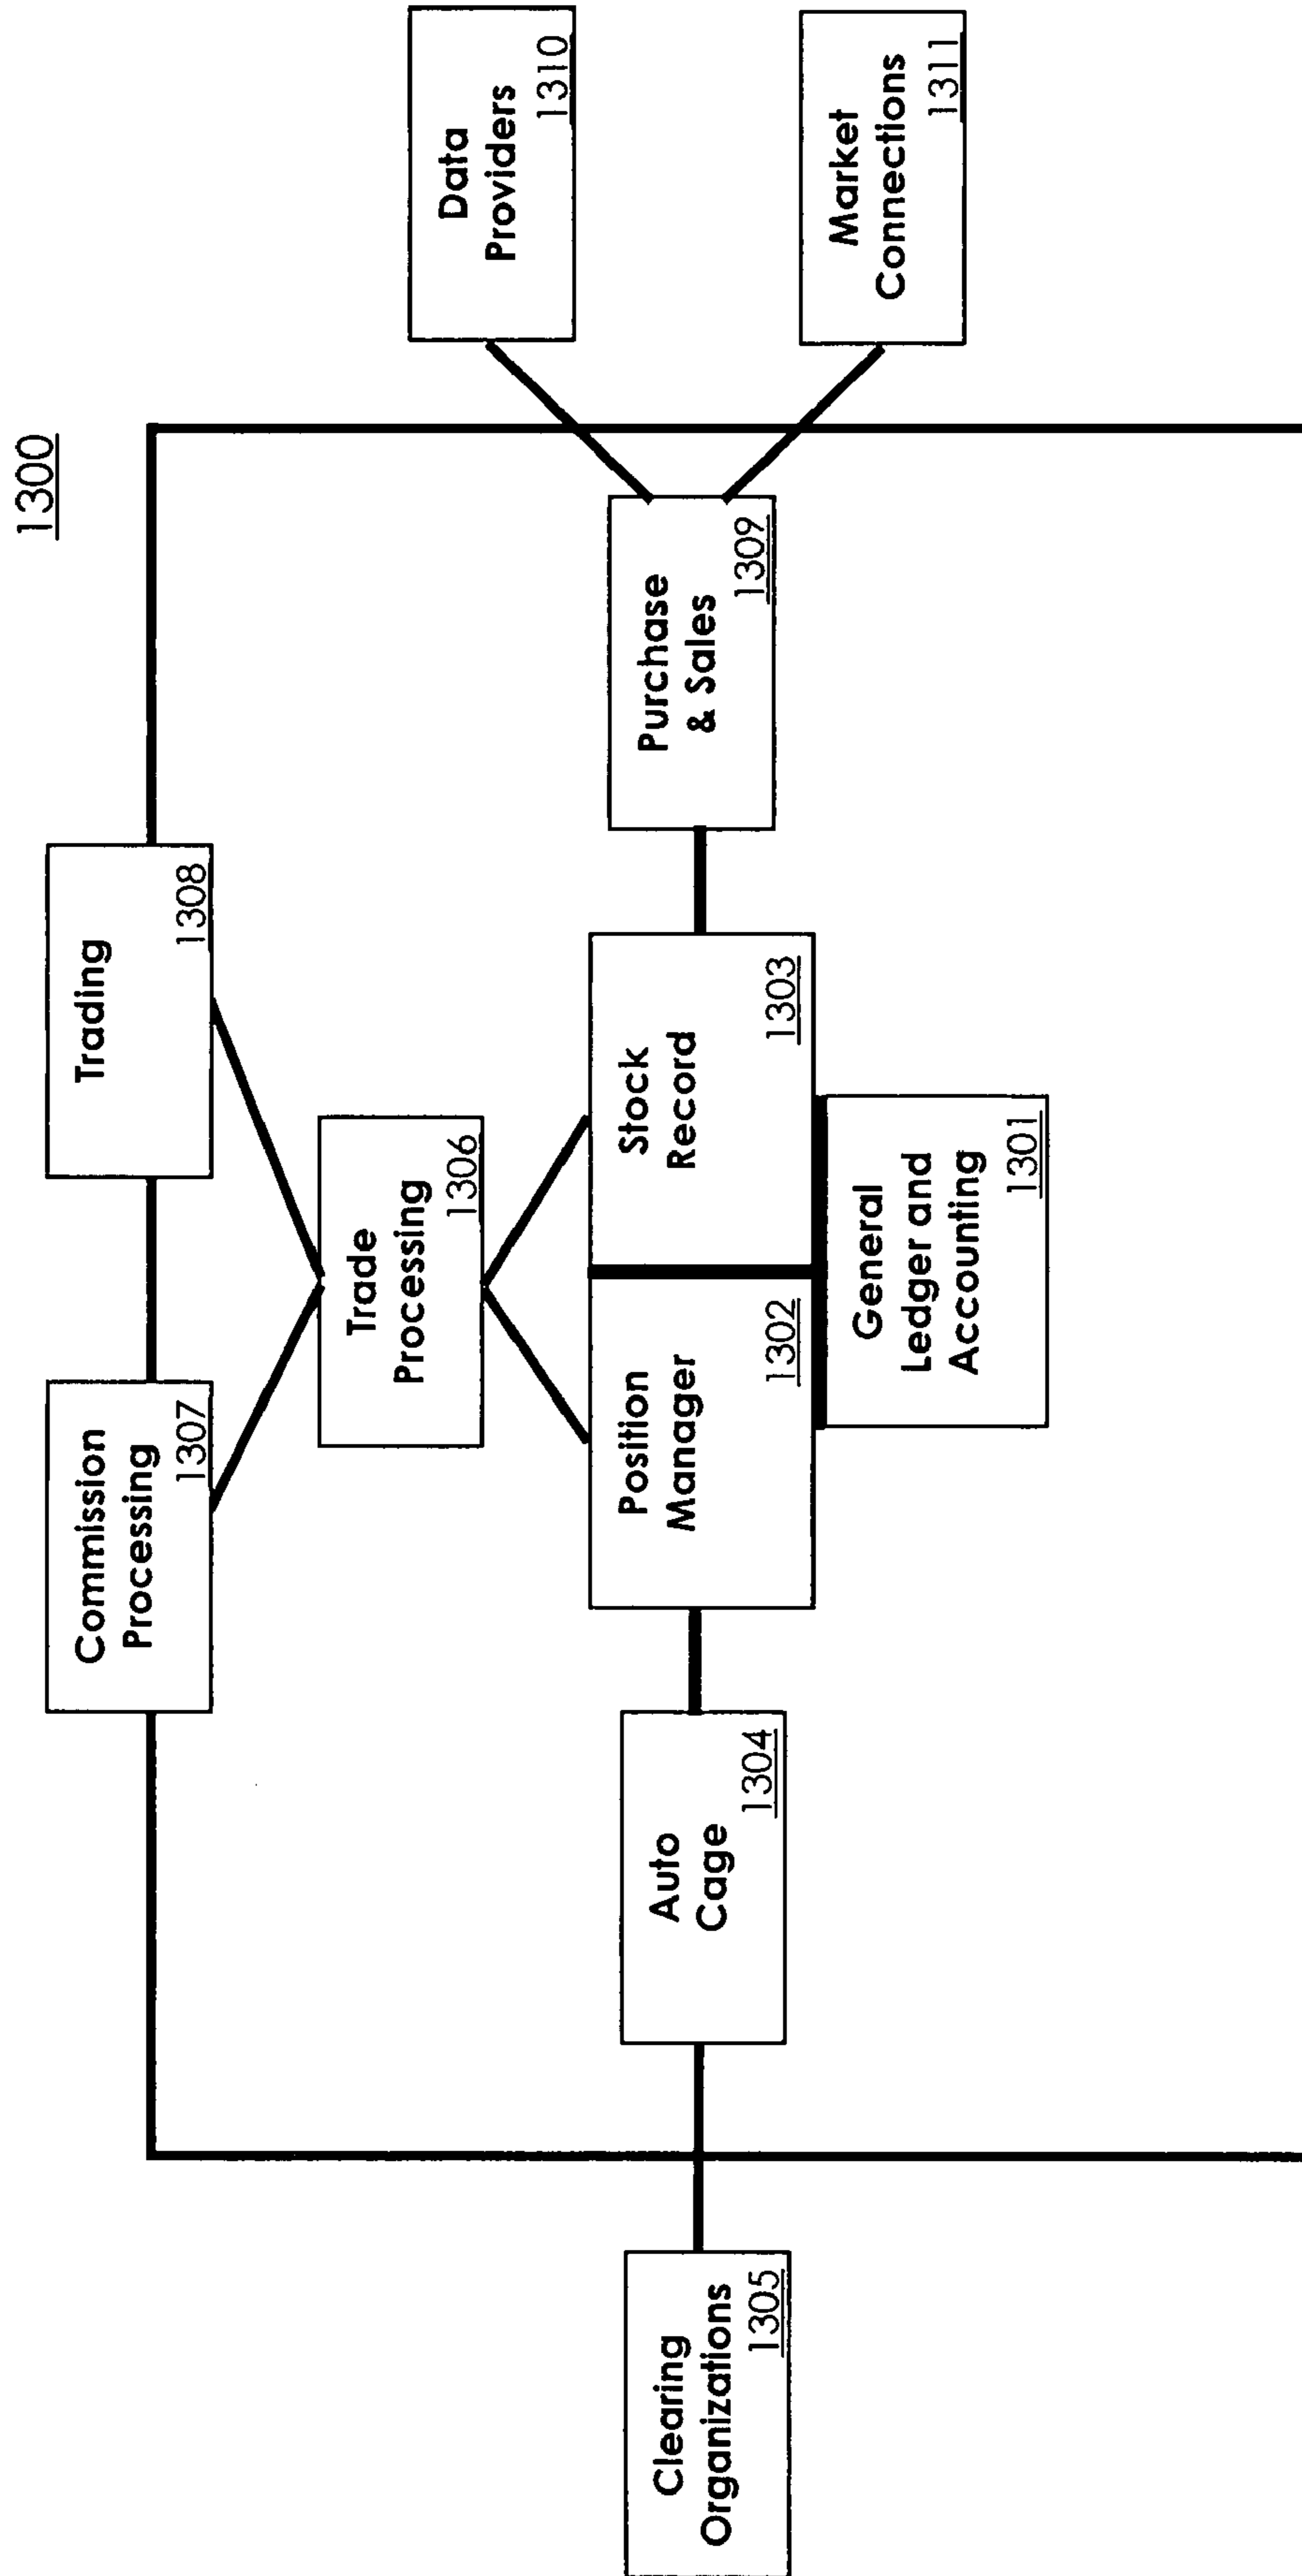 1300
Commission
Processing
1307
Trading
1308
Trade
Processing
1306
Data
Providers
1310
Clearing
Organizations
1305
Auto
Cage
1304
Position
Manager
1302
Stock
Record
1303
Purchase
& Sales
1309
Market
Connections
1311
General
Ledger and
Accounting
1301